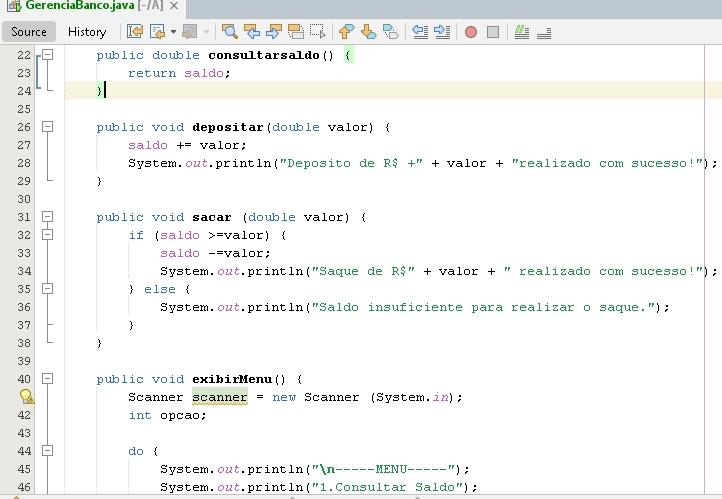 GerenciaBanco.java [-/A] ×
Source History
22 public double consultarsaldo() {
23 return saldo;
24 }
25
26 public void depositar(double valor) {
27 saldo += valor;
28 System.out.println("Deposito de R$ +" + valor + "realizado com sucesso!");
29 }
30
31 public void sacar (double valor) {
32 if (saldo >=valor) {
33 saldo -=valor;
34 System.out.println("Saque de R$" + valor + " realizado com sucesso!");
35 } else {
36 System.out.println("Saldo insuficiente para realizar o saque.");
37 }
38 }
39
40 public void exibirMenu() {
Scanner scanner = new Scanner (System.in);
42 int opcao;
43
44 do {
45 System.out.println("\n-----MENU-----");
46 System.out.println("1.Consultar Saldo");